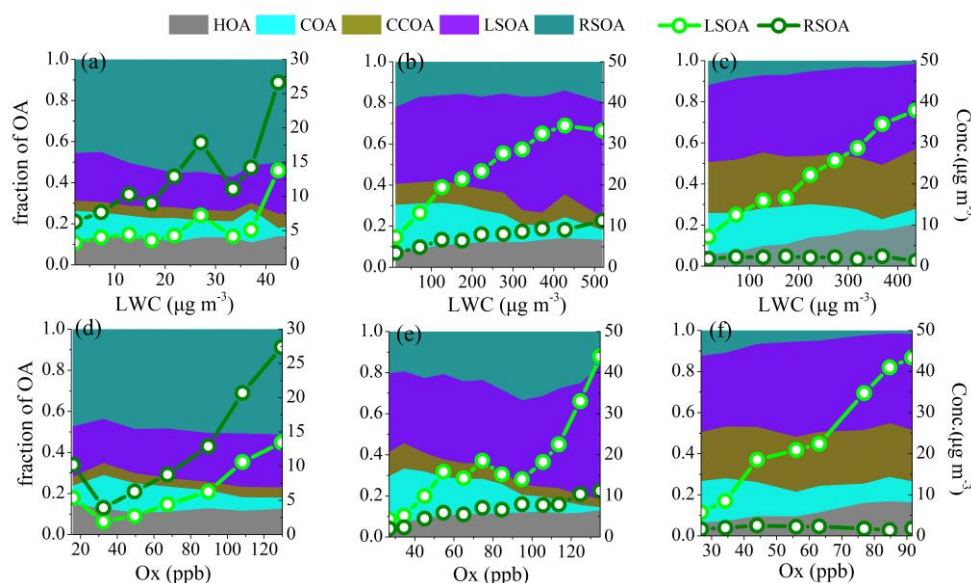 HOA COA CCOA LSOA RSOA LSOA RSOA
(a) (b) (c)
fraction of OA
1.0 0.8 0.6 0.4 0.2 0.0
30 25 20 15 10 5 0
1.0 0.8 0.6 0.4 0.2 0.0
50 40 30 20 10 0
1.0 0.8 0.6 0.4 0.2 0.0
50 40 30 20 10 0
Conc.(μg m⁻³)
0 10 20 30 40
100 200 300 400 500
100 200 300 400
LWC (μg m⁻³) LWC (μg m⁻³) LWC (μg m⁻³)
(d) (e) (f)
fraction of OA
1.0 0.8 0.6 0.4 0.2 0.0
30 25 20 15 10 5 0
1.0 0.8 0.6 0.4 0.2 0.0
50 40 30 20 10 0
1.0 0.8 0.6 0.4 0.2 0.0
50 40 30 20 10 0
Conc.(μg m⁻³)
20 40 60 80 100 120
40 60 80 100 120
30 40 50 60 70 80 90
Ox (ppb) Ox (ppb) Ox (ppb)